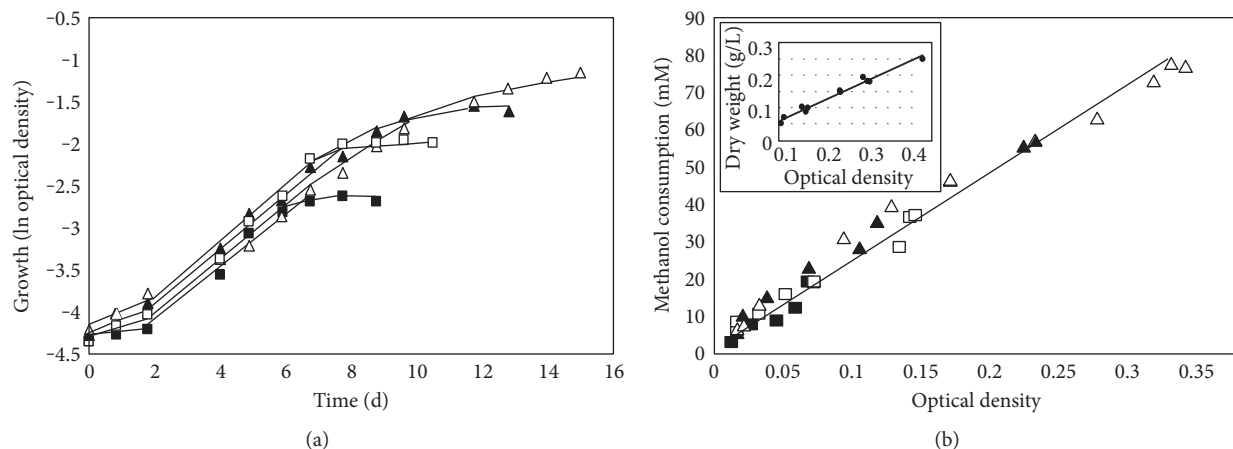 −0.5
−1
−1.5
−2
−2.5
−3
−3.5
−4
−4.5
Growth (ln optical density)
0 2 4 6 8 10 12 14 16
Time (d)
(a)
90
80
70
60
50
40
30
20
10
0
Methanol consumption (mM)
0.3
0.2
0.1
0
Dry weight (g/L)
0.1 0.2 0.3 0.4
Optical density
0 0.05 0.1 0.15 0.2 0.25 0.3 0.35
Optical density
(b)